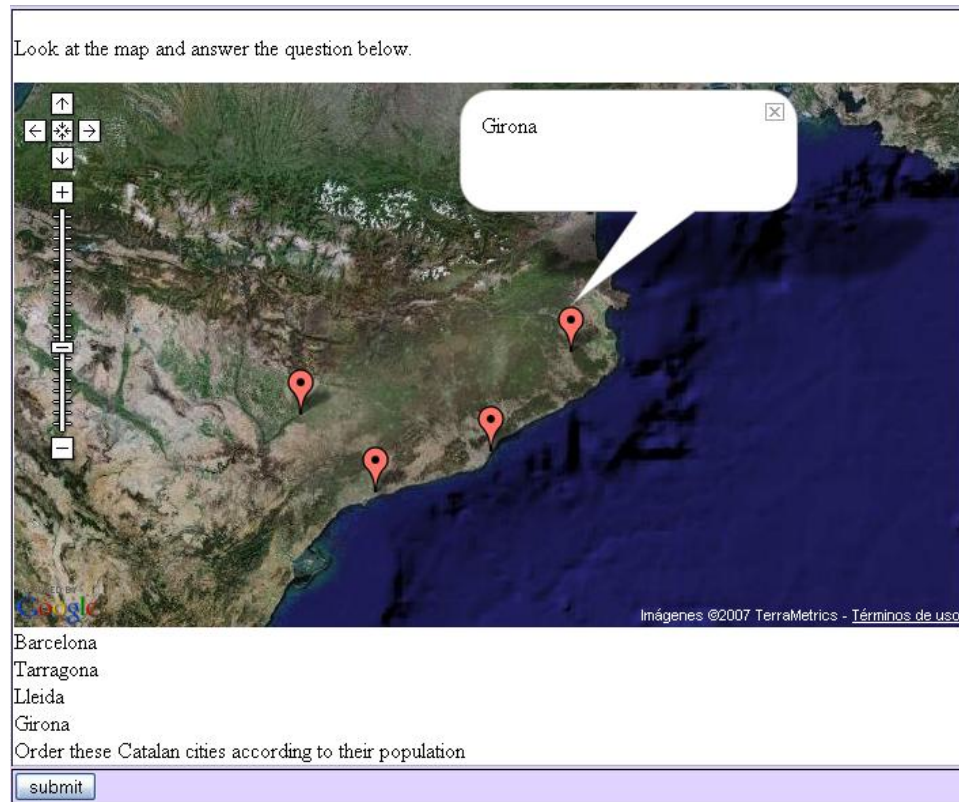 Look at the map and answer the question below.
Girona
Google
Imágenes ©2007 TerraMetrics - Términos de uso
Barcelona
Tarragona
Lleida
Girona
Order these Catalan cities according to their population
submit